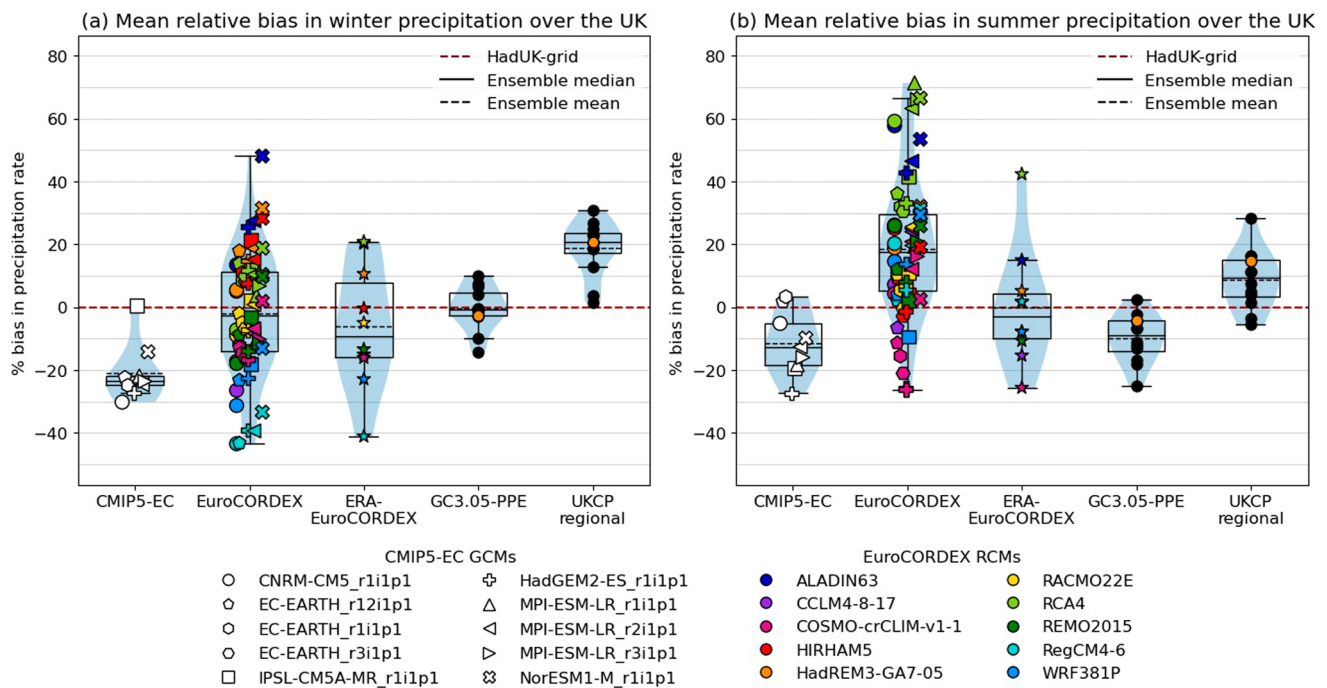 (a) Mean relative bias in winter precipitation over the UK
% bias in precipitation rate
80
60
40
20
0
−20
−40
HadUK-grid
Ensemble median
Ensemble mean
CMIP5-EC
EuroCORDEX
ERA-
EuroCORDEX
GC3.05-PPE
UKCP
regional
(b) Mean relative bias in summer precipitation over the UK
% bias in precipitation rate
80
60
40
20
0
−20
−40
HadUK-grid
Ensemble median
Ensemble mean
CMIP5-EC
EuroCORDEX
ERA-
EuroCORDEX
GC3.05-PPE
UKCP
regional
CMIP5-EC GCMs
CNRM-CM5_r1i1p1
EC-EARTH_r12i1p1
EC-EARTH_r1i1p1
EC-EARTH_r3i1p1
IPSL-CM5A-MR_r1i1p1
HadGEM2-ES_r1i1p1
MPI-ESM-LR_r1i1p1
MPI-ESM-LR_r2i1p1
MPI-ESM-LR_r3i1p1
NorESM1-M_r1i1p1
EuroCORDEX RCMs
ALADIN63
CCLM4-8-17
COSMO-crCLIM-v1-1
HIRHAM5
HadREM3-GA7-05
RACMO22E
RCA4
REMO2015
RegCM4-6
WRF381P